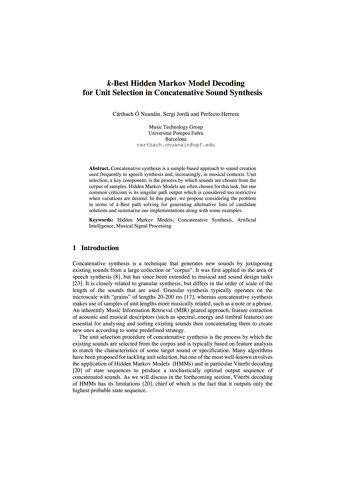 k-Best Hidden Markov Model Decoding
for Unit Selection in Concatenative Sound Synthesis
Cárthach Ó Nuanáin, Sergi Jordà and Perfecto Herrera
Music Technology Group
Universitat Pompeu Fabra
Barcelona
carthach.onuanain@upf.edu
Abstract. Concatenative synthesis is a sample-based approach to sound creation
used frequently in speech synthesis and, increasingly, in musical contexts. Unit
selection, a key component, is the process by which sounds are chosen from the
corpus of samples. Hidden Markov Models are often chosen for this task, but one
common criticism is its singular path output which is considered too restrictive
when variations are desired. In this paper, we propose considering the problem
in terms of k-Best path solving for generating alternative lists of candidate
solutions and summarise our implementations along with some examples.
Keywords: Hidden Markov Models, Concatenative Synthesis, Artificial
Intelligence, Musical Signal Processing
1 Introduction
Concatenative synthesis is a technique that generates new sounds by juxtaposing
existing sounds from a large collection or "corpus". It was first applied in the area of
speech synthesis [8], but has since been extended to musical and sound design tasks
[23]. It is closely related to granular synthesis, but differs in the order of scale of the
length of the sounds that are used. Granular synthesis typically operates on the
microscale with "grains" of lengths 20-200 ms [17], whereas concatenative synthesis
makes use of samples of unit lengths more musically related, such as a note or a phrase.
An inherently Music Information Retrieval (MIR) geared approach, feature extraction
of acoustic and musical descriptors (such as spectral, energy and timbral features) are
essential for analysing and sorting existing sounds then concatenating them to create
new ones according to some predefined strategy.
The unit selection procedure of concatenative synthesis is the process by which the
existing sounds are selected from the corpus and is typically based on feature analysis
to match the characteristics of some target sound or specification. Many algorithms
have been proposed for tackling unit selection, but one of the most well-known involves
the application of Hidden Markov Models (HMMs) and in particular Viterbi decoding
[20] of state sequences to produce a stochastically optimal output sequence of
concatenated sounds. As we will discuss in the forthcoming section, Viterbi decoding
of HMMs has its limitations [20], chief of which is the fact that it outputs only the
highest probable state sequence.